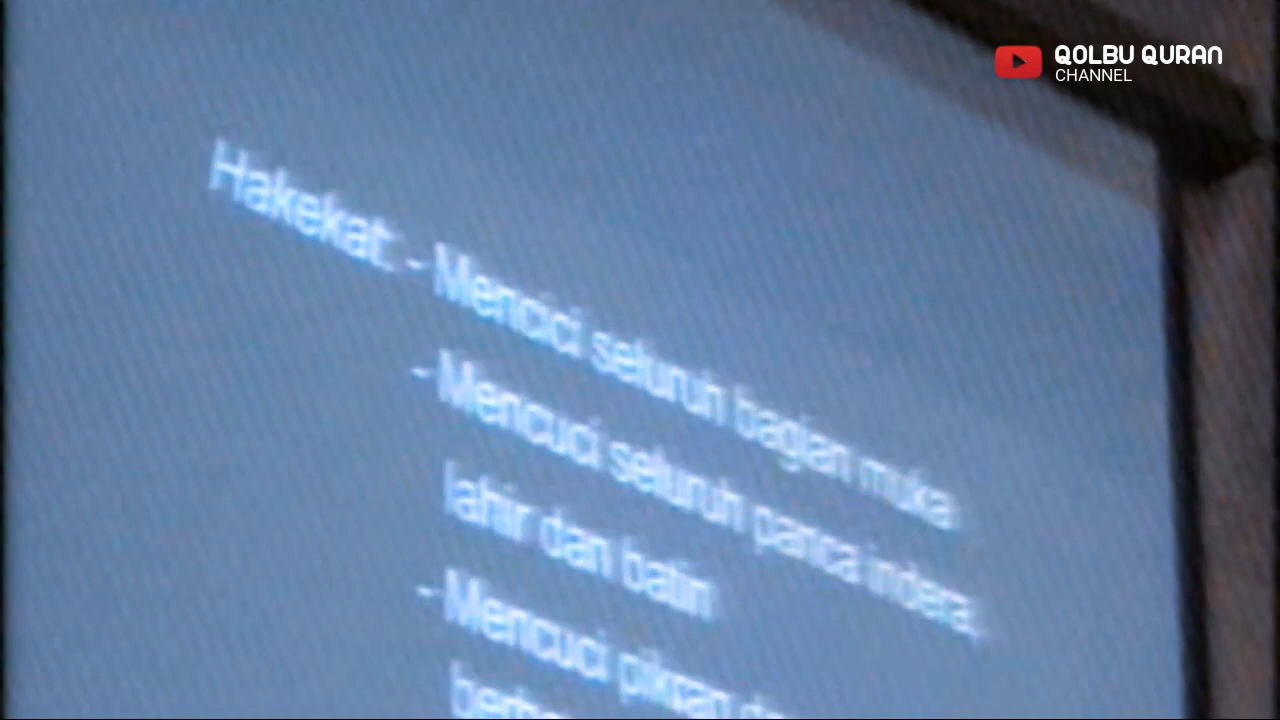 QOLBU QURAN
CHANNEL
Hakekat: - Mencici seluruh bagian muka
- Mencuci seluruh panca indera,
lahir dan batin
- Mencuci pikiran